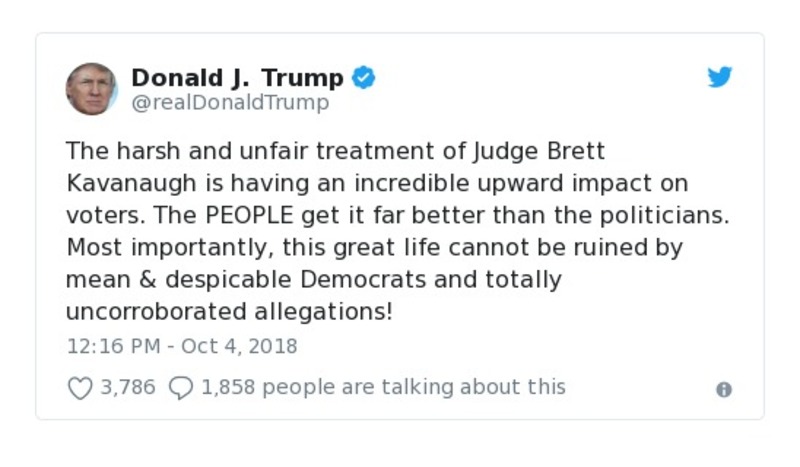 Donald J. Trump
@realDonaldTrump
The harsh and unfair treatment of Judge Brett
Kavanaugh is having an incredible upward impact on
voters. The PEOPLE get it far better than the politicians.
Most importantly, this great life cannot be ruined by
mean & despicable Democrats and totally
uncorroborated allegations!
12:16 PM - Oct 4, 2018
3,786 1,858 people are talking about this